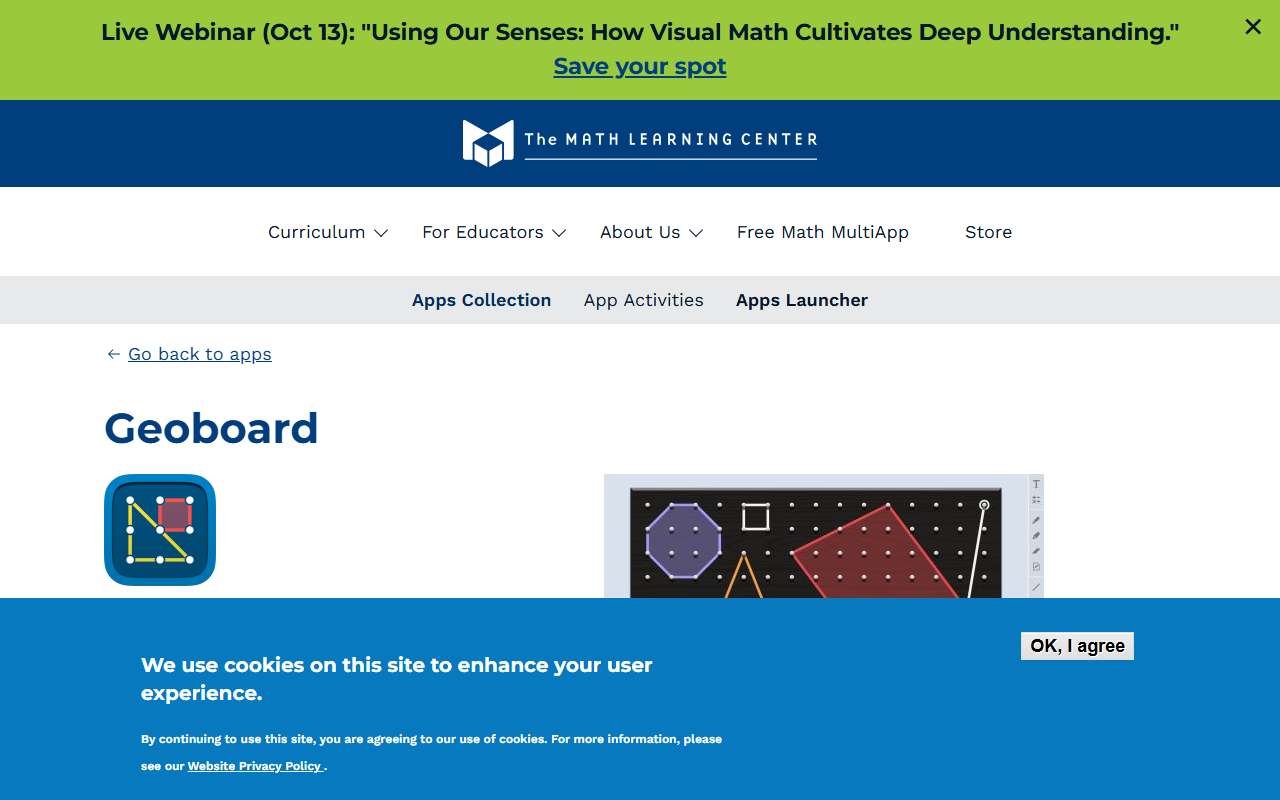 Live Webinar (Oct 13): "Using Our Senses: How Visual Math Cultivates Deep Understanding."
Save your spot
The MATH LEARNING CENTER
Curriculum For Educators About Us Free Math MultiApp Store
Apps Collection App Activities Apps Launcher
← Go back to apps
Geoboard
T
We use cookies on this site to enhance your user
experience.
OK, I agree
By continuing to use this site, you are agreeing to our use of cookies. For more information, please
see our Website Privacy Policy .